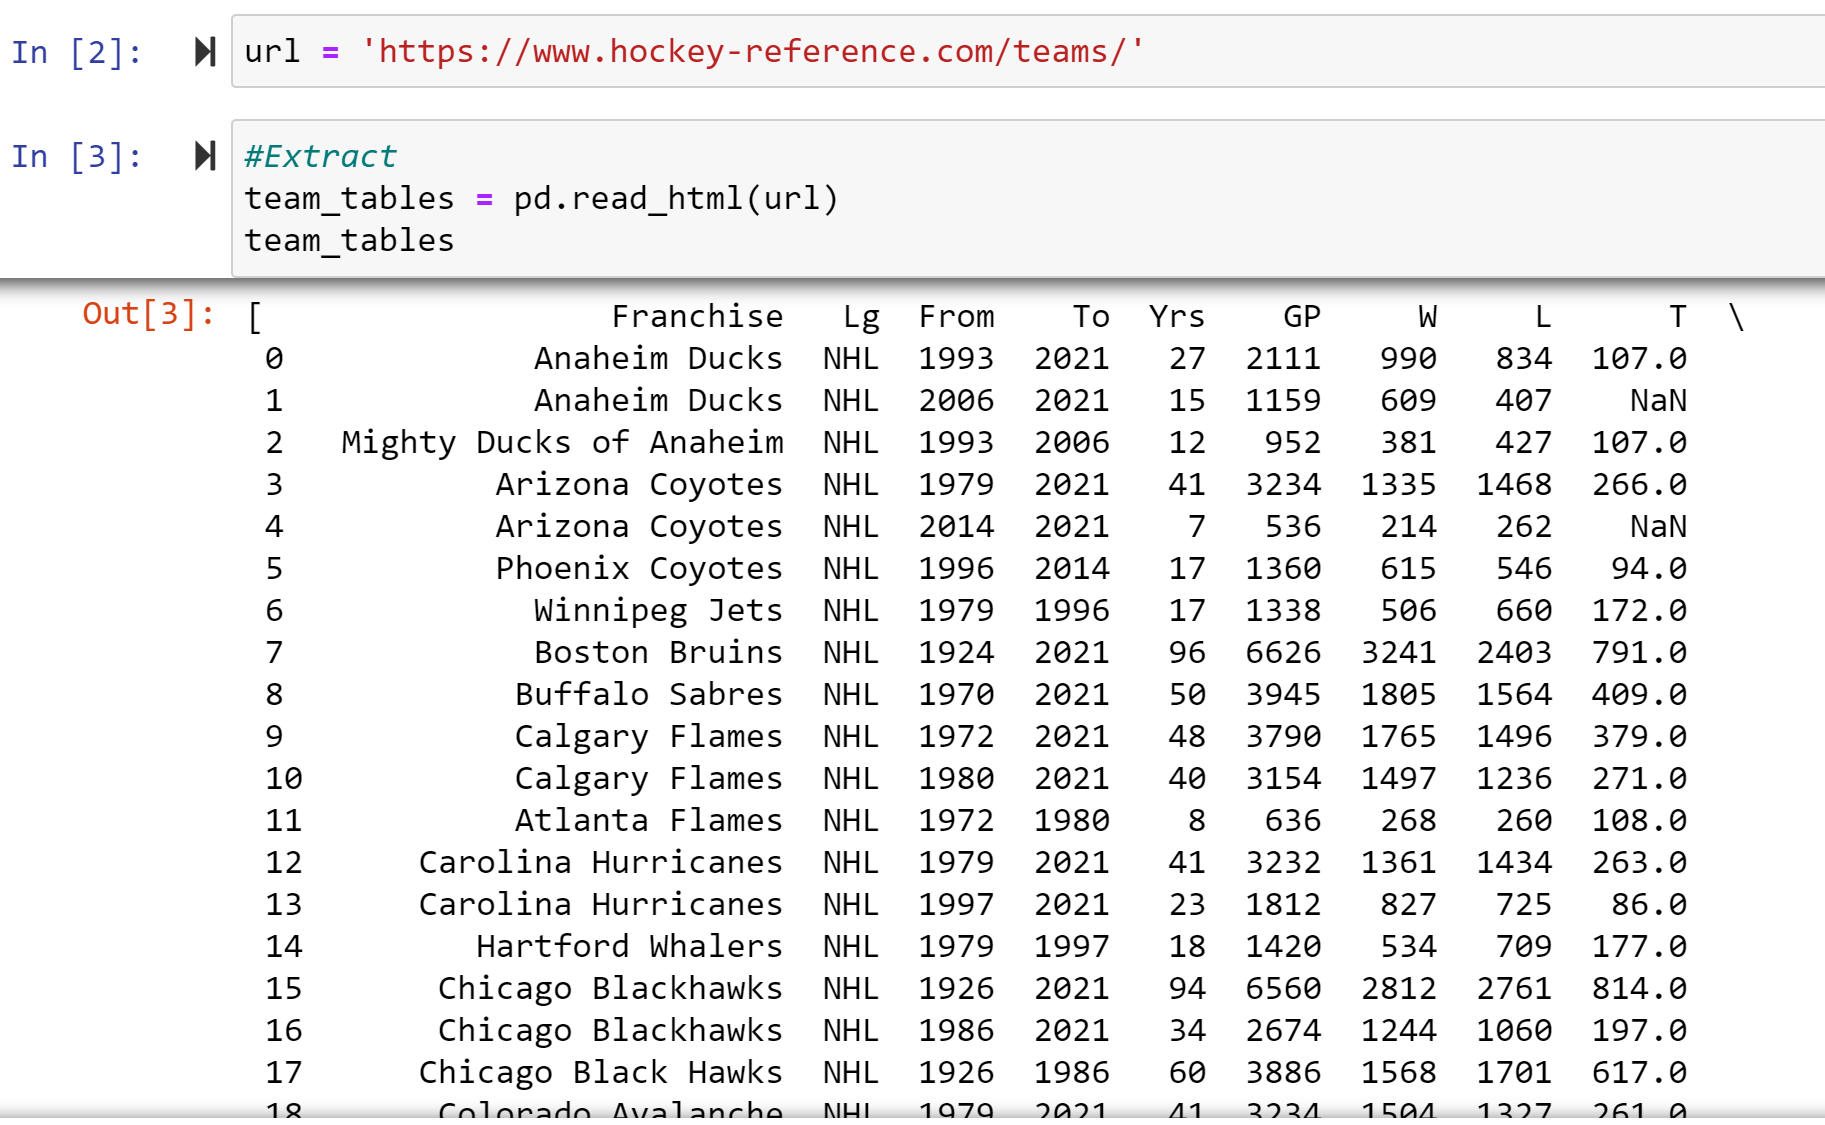 In [2]: url = 'https://www.hockey-reference.com/teams/'
In [3]: #Extract
team_tables = pd.read_html(url)
team_tables
Out[3]: [ Franchise Lg From To Yrs GP W L T \
0 Anaheim Ducks NHL 1993 2021 27 2111 990 834 107.0
1 Anaheim Ducks NHL 2006 2021 15 1159 609 407 NaN
2 Mighty Ducks of Anaheim NHL 1993 2006 12 952 381 427 107.0
3 Arizona Coyotes NHL 1979 2021 41 3234 1335 1468 266.0
4 Arizona Coyotes NHL 2014 2021 7 536 214 262 NaN
5 Phoenix Coyotes NHL 1996 2014 17 1360 615 546 94.0
6 Winnipeg Jets NHL 1979 1996 17 1338 506 660 172.0
7 Boston Bruins NHL 1924 2021 96 6626 3241 2403 791.0
8 Buffalo Sabres NHL 1970 2021 50 3945 1805 1564 409.0
9 Calgary Flames NHL 1972 2021 48 3790 1765 1496 379.0
10 Calgary Flames NHL 1980 2021 40 3154 1497 1236 271.0
11 Atlanta Flames NHL 1972 1980 8 636 268 260 108.0
12 Carolina Hurricanes NHL 1979 2021 41 3232 1361 1434 263.0
13 Carolina Hurricanes NHL 1997 2021 23 1812 827 725 86.0
14 Hartford Whalers NHL 1979 1997 18 1420 534 709 177.0
15 Chicago Blackhawks NHL 1926 2021 94 6560 2812 2761 814.0
16 Chicago Blackhawks NHL 1986 2021 34 2674 1244 1060 197.0
17 Chicago Black Hawks NHL 1926 1986 60 3886 1568 1701 617.0
18 Colorado Avalanche NHL 1979 2021 41 3234 1504 1327 261.0